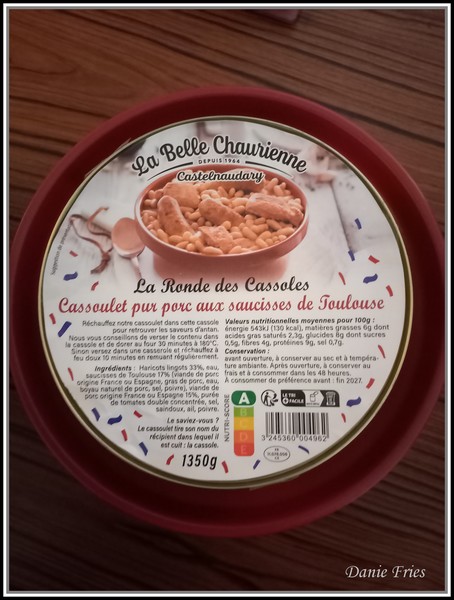 La Belle Chaurienne
DEPUIS 1964
Castelnaudary
La Ronde des Cassoles
Cassoulet pur porc aux saucisses de Toulouse
Réchauffez notre cassoulet dans cette cassole
pour retrouver les saveurs d'antan.
Nous vous conseillons de verser le contenu dans
la cassole et de dorer au four 30 minutes à 180°C.
Sinon versez dans une casserole et réchauffez à
feu doux 10 minutes en remuant régulièrement.
Ingrédients : Haricots lingots 33%, eau,
saucisses de Toulouse 17% (viande de porc
origine France ou Espagne, gras de porc, eau,
boyau naturel de porc, sel, poivre), viande de
porc origine France ou Espagne 15%, purée
de tomates double concentrée, sel,
saindoux, ail, poivre.
Le saviez-vous ?
Le cassoulet tire son nom du
récipient dans lequel il
est cuit : la cassole.
1350g
Valeurs nutritionnelles moyennes pour 100g :
énergie 543kJ (130 kcal), matières grasses 6g dont
acides gras saturés 2,3g, glucides 8g dont sucres
0,5g, fibres 4g, protéines 9g, sel 0,7g.
Conservation :
avant ouverture, à conserver au sec et à tempéra-
ture ambiante. Après ouverture, à conserver au
frais et à consommer dans les 48 heures.
À consommer de préférence avant : fin 2027.
NUTRI-SCORE
A
B
C
D
E
LE TRI
+ FACILE
3 245360 004962
Danie Fries